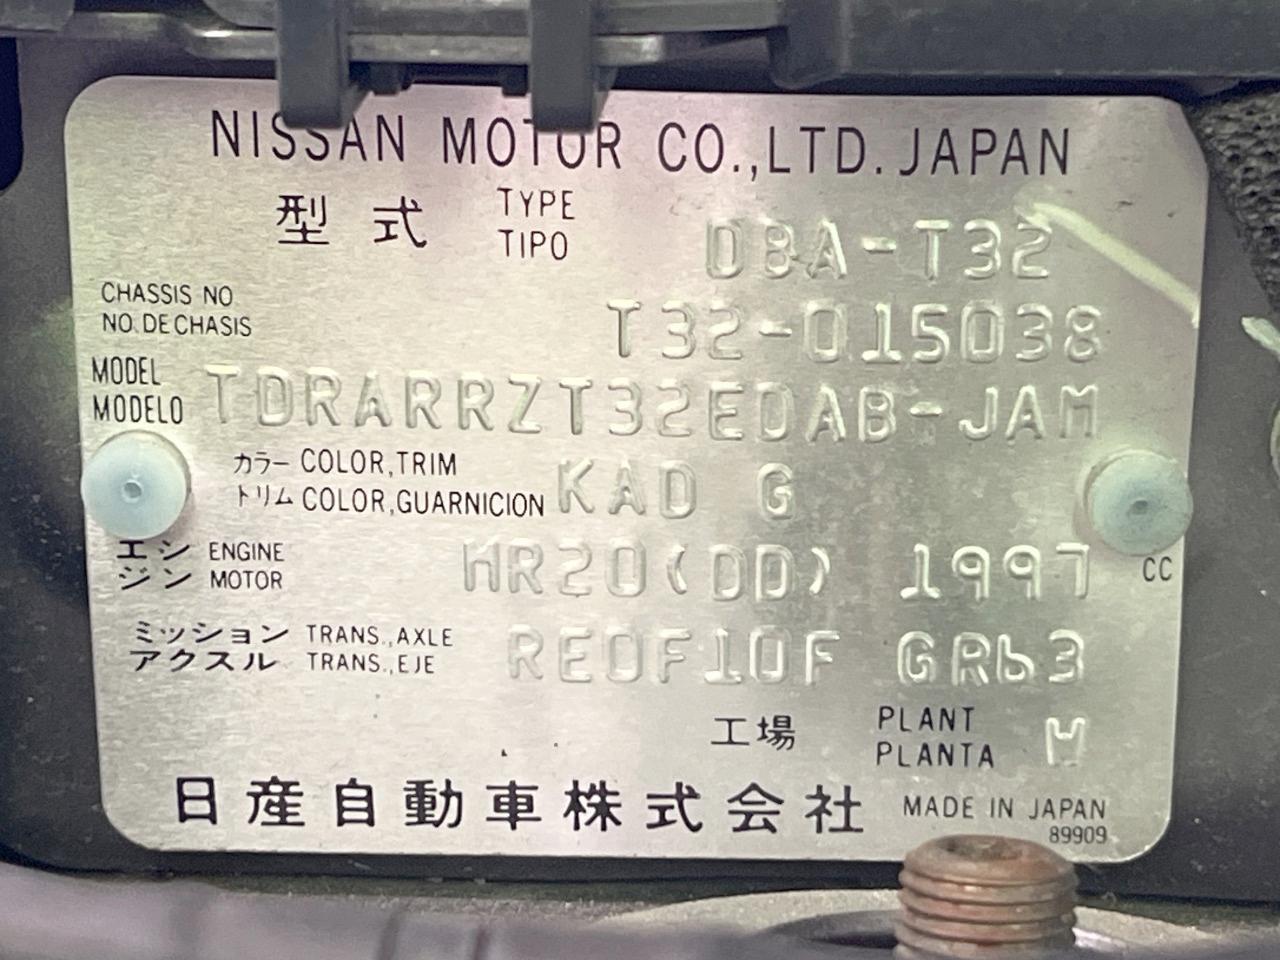 NISSAN MOTOR CO.,LTD. JAPAN
型式 TYPE TIPO DBA-T32
CHASSIS NO.
NO. DE CHASIS T32-015038
MODEL
MODELO TDRARRZT32EDAB-JAM
カラー COLOR,TRIM
トリム COLOR,GUARNICION KAD G
エン ENGINE
ジン MOTOR MR20(DD) 1997 CC
ミッション TRANS.,AXLE
アクスル TRANS.,EJE RE0F10F GR63
工場 PLANT PLANTA W
日産自動車株式会社 MADE IN JAPAN
89909